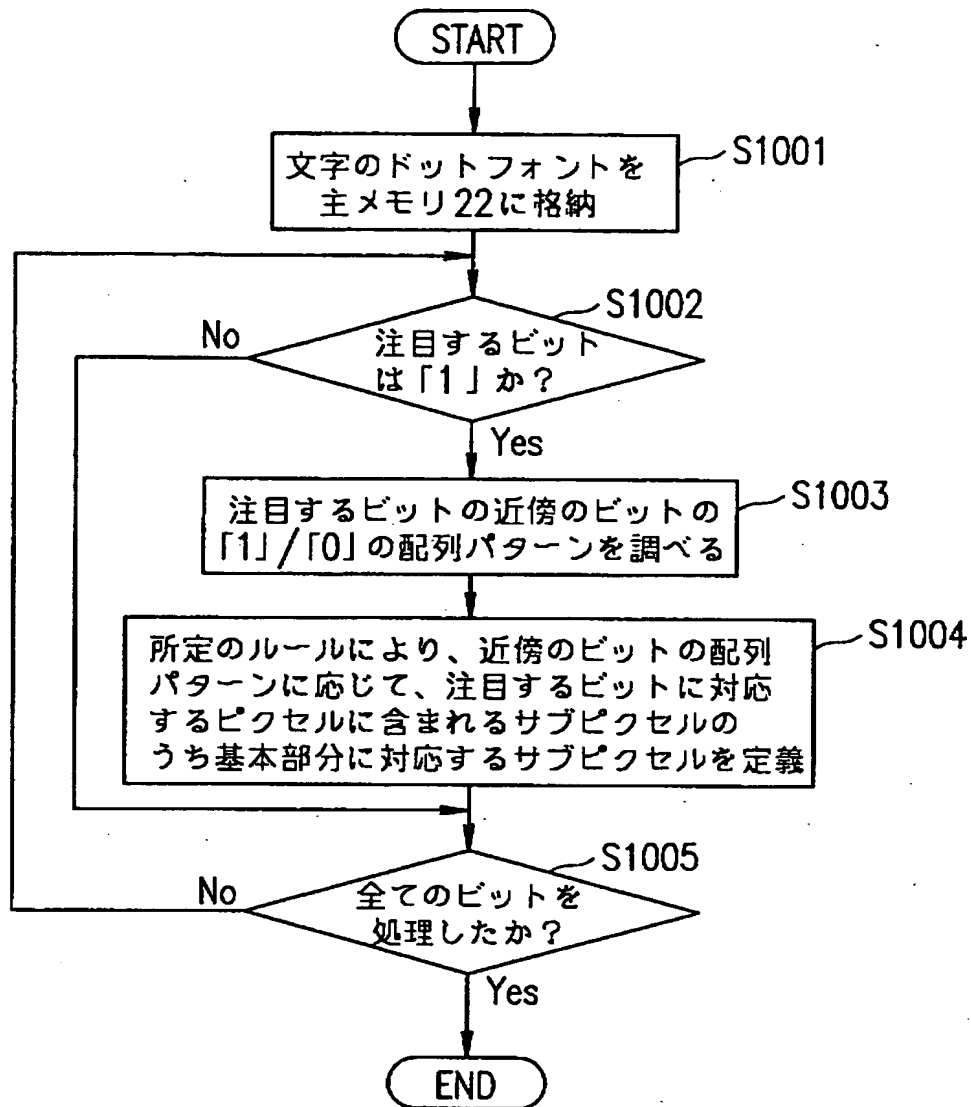 START
文字のドットフォントを
主メモリ22に格納
S1001
S1002
注目するビット
は「1」か?
No
Yes
S1003
注目するビットの近傍のビットの
「1」/「0」の配列パターンを調べる
S1004
所定のルールにより、近傍のビットの配列
パターンに応じて、注目するビットに対応
するピクセルに含まれるサブピクセルの
うち基本部分に対応するサブピクセルを定義
S1005
全てのビットを
処理したか?
No
Yes
END